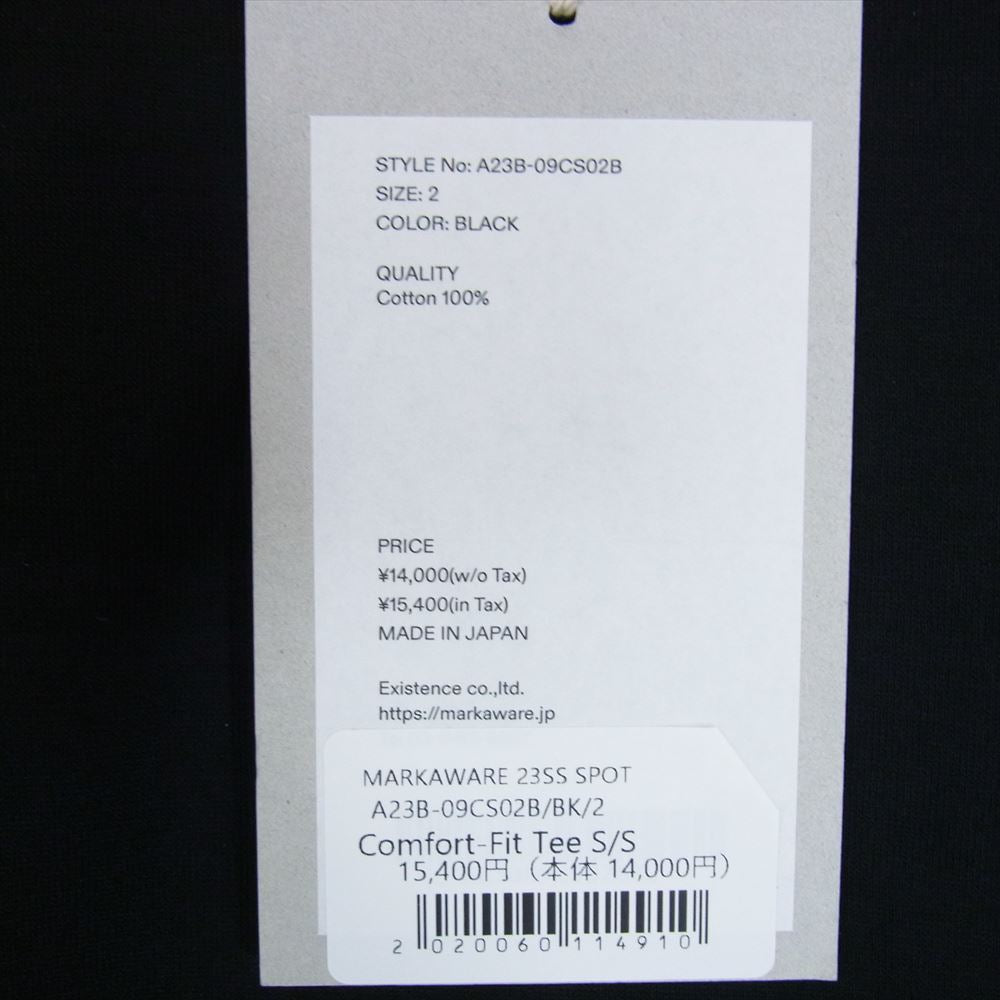 STYLE No: A23B-09CS02B
SIZE: 2
COLOR: BLACK
QUALITY
Cotton 100%
PRICE
¥14,000(w/o Tax)
¥15,400(in Tax)
MADE IN JAPAN
Existence co.,ltd.
https://markaware.jp
MARKAWARE 23SS SPOT
A23B-09CS02B/BK/2
Comfort-Fit Tee S/S
15,400円（本体 14,000円）
2 020060 114910